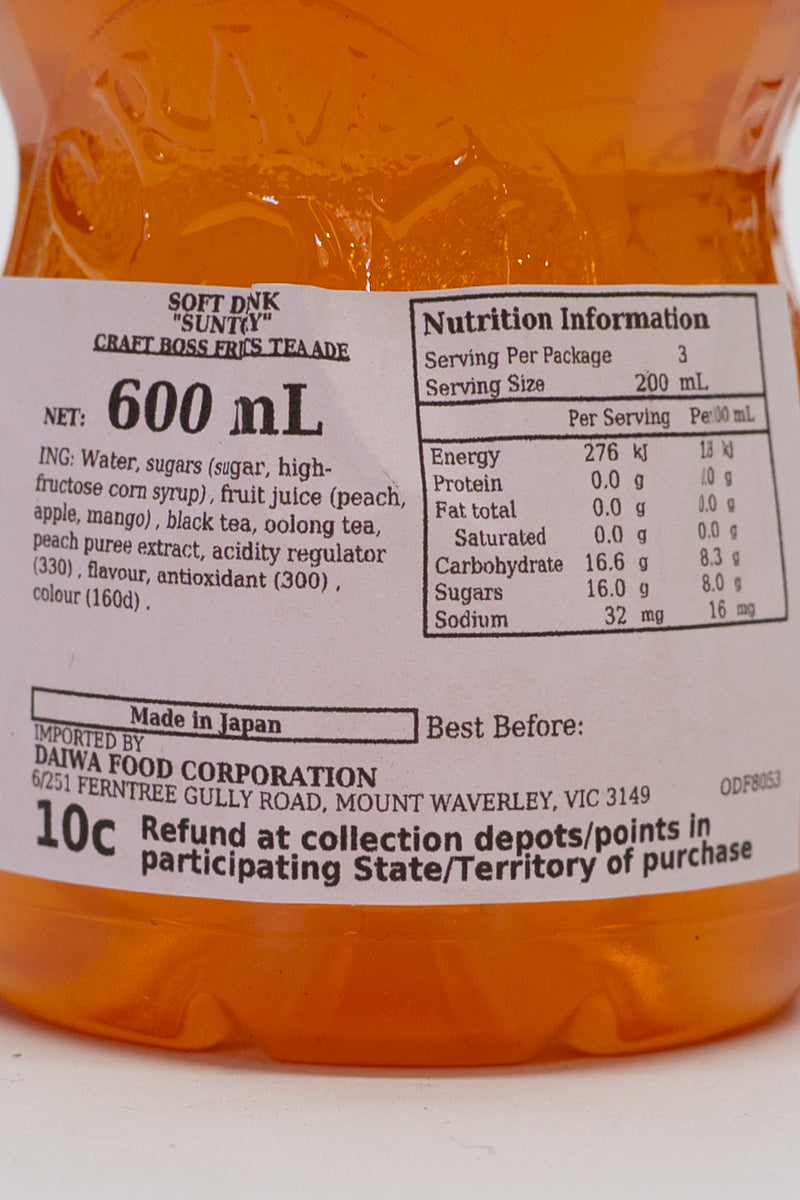 SOFT DNK
"SUNTY"
CRAFT BOSS TEA ADE
NET: 600 mL
ING: Water, sugars (sugar, high-
fructose corn syrup), fruit juice (peach,
apple, mango), black tea, oolong tea,
peach puree extract, acidity regulator
(330), flavour, antioxidant (300),
colour (160d).
Nutrition Information
Serving Per Package 3
Serving Size 200 mL
Per Serving mL
Energy 276 kJ kJ
Protein 0.0 g g
Fat total 0.0 g 0.0 g
Saturated 0.0 g 0.0 g
Carbohydrate 16.6 g 8.3 g
Sugars 16.0 g 8.0 g
Sodium 32 mg 16 mg
Made in Japan
Best Before:
IMPORTED BY
DAIWA FOOD CORPORATION
6/251 FERNTREE GULLY ROAD, MOUNT WAVERLEY, VIC 3149
ODF8053
10c Refund at collection depots/points in
participating State/Territory of purchase